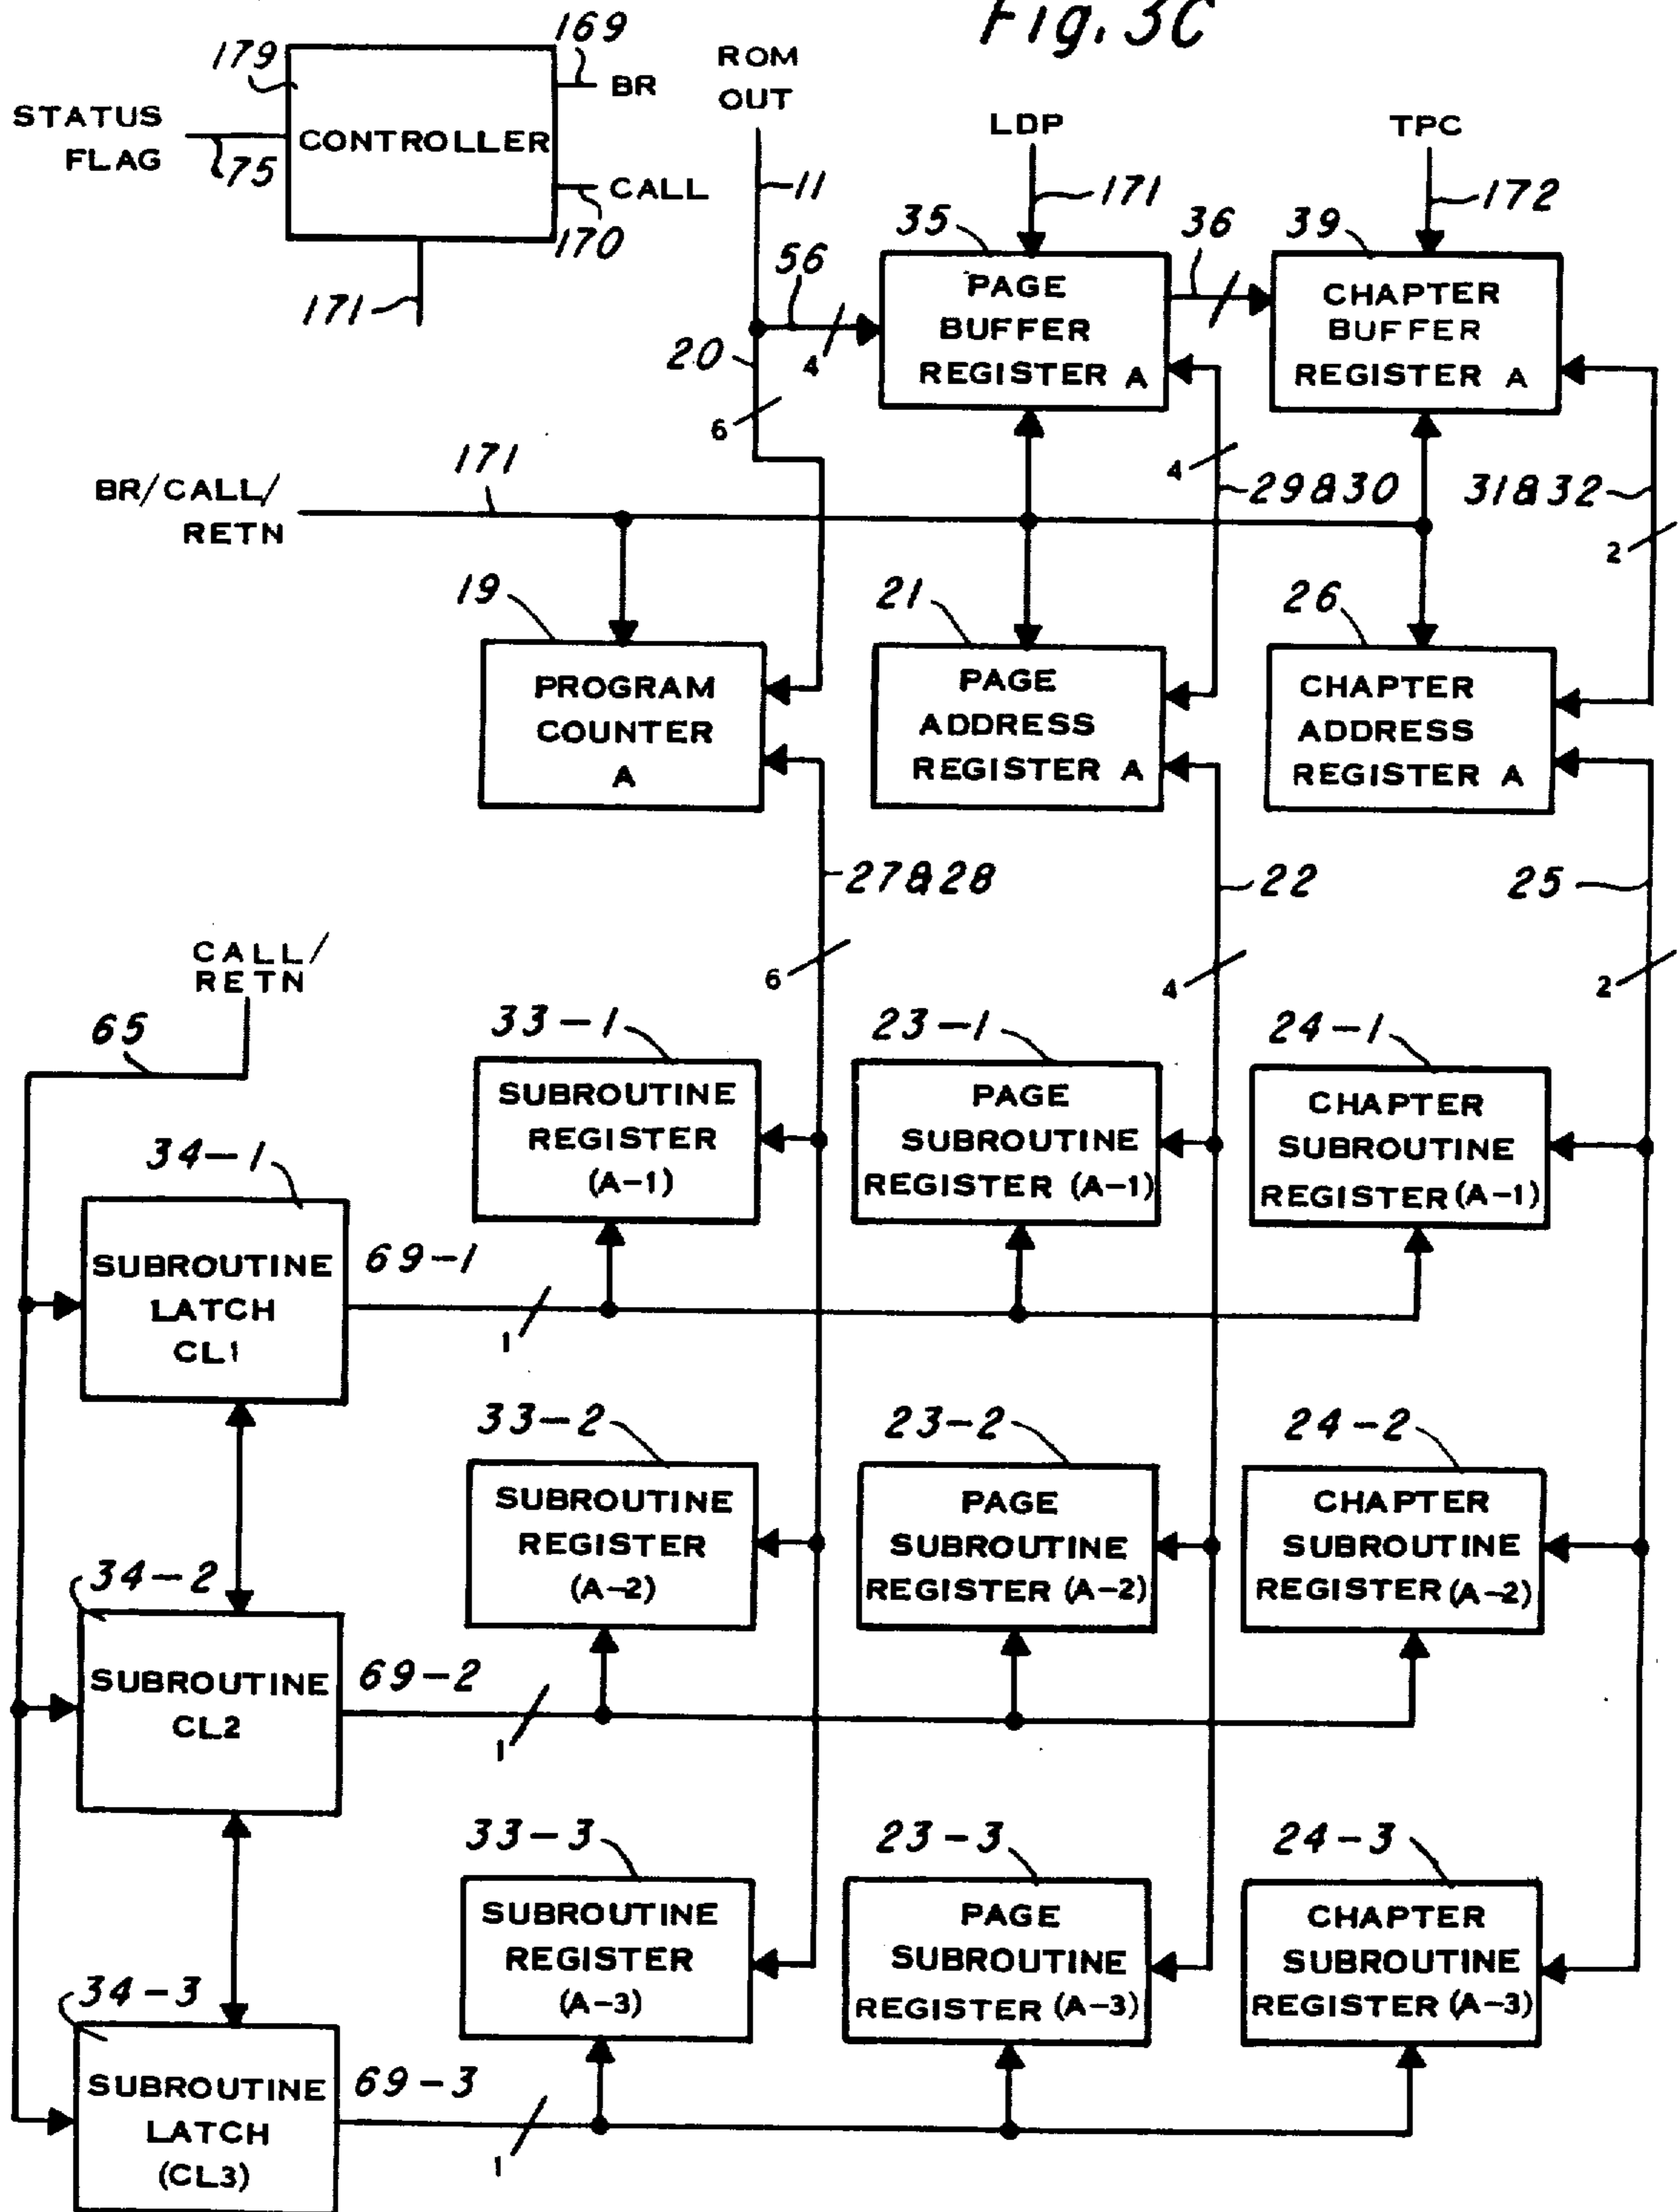 Fig. 3C
179
169
BR
STATUS
FLAG
75
CONTROLLER
CALL
170
171
ROM
OUT
11
LDP
171
TPC
172
35
36
39
56
4
20
6
PAGE
BUFFER
REGISTER A
CHAPTER
BUFFER
REGISTER A
BR/CALL/
RETN
171
4
29&30
31&32
2
19
21
26
PROGRAM
COUNTER
A
PAGE
ADDRESS
REGISTER A
CHAPTER
ADDRESS
REGISTER A
27&28
22
25
6
4
2
CALL/
RETN
65
33-1
23-1
24-1
SUBROUTINE
REGISTER
(A-1)
PAGE
SUBROUTINE
REGISTER (A-1)
CHAPTER
SUBROUTINE
REGISTER (A-1)
34-1
SUBROUTINE
LATCH
CL1
69-1
1
33-2
23-2
24-2
SUBROUTINE
REGISTER
(A-2)
PAGE
SUBROUTINE
REGISTER (A-2)
CHAPTER
SUBROUTINE
REGISTER (A-2)
34-2
SUBROUTINE
CL2
69-2
1
33-3
23-3
24-3
SUBROUTINE
REGISTER
(A-3)
PAGE
SUBROUTINE
REGISTER (A-3)
CHAPTER
SUBROUTINE
REGISTER (A-3)
34-3
SUBROUTINE
LATCH
(CL3)
69-3
1